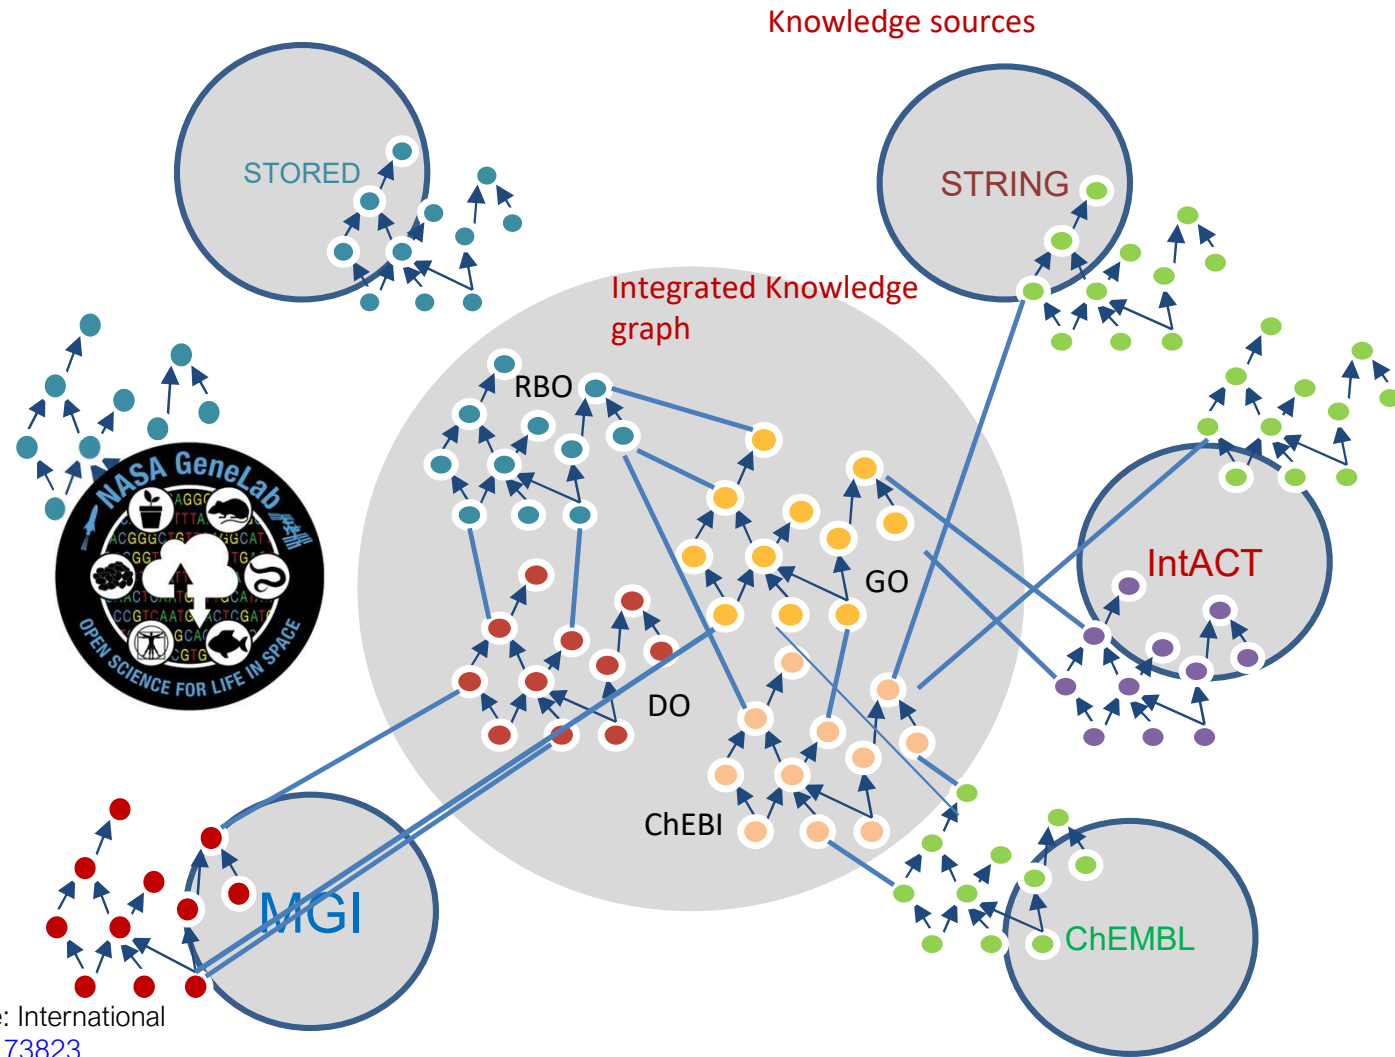 Knowledge sources
STORED
STRING
Integrated Knowledge
graph
RBO
NASA GeneLab
OPEN SCIENCE FOR LIFE IN SPACE
GO
IntACT
DO
ChEBI
MGI
ChEMBL
: International
73823